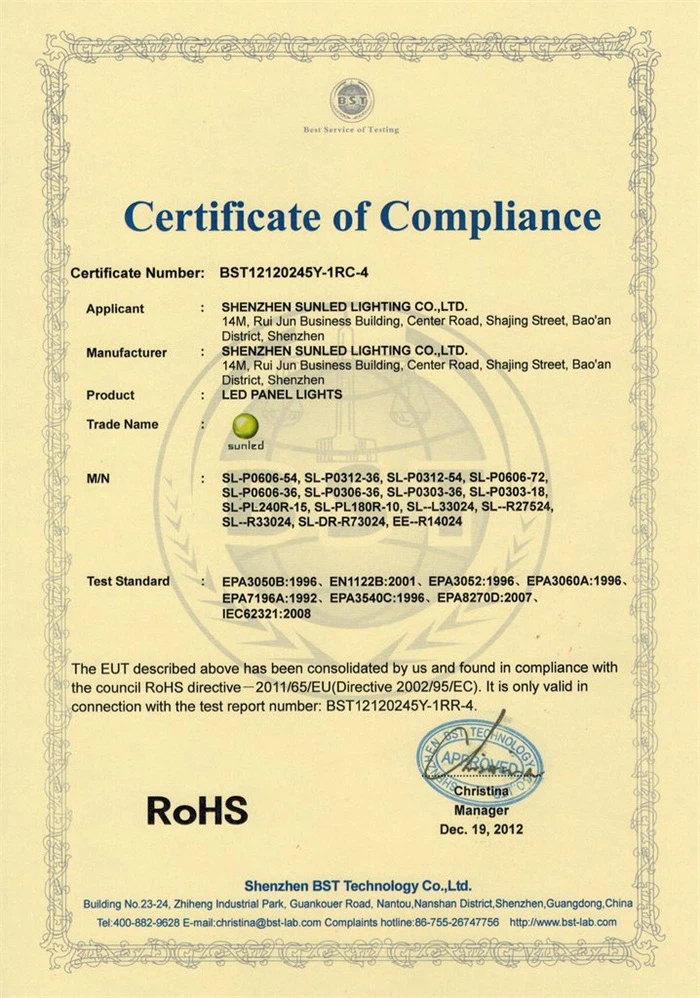 BST
Best Service of Testing
Certificate of Compliance
Certificate Number: BST12120245Y-1RC-4
Applicant : SHENZHEN SUNLED LIGHTING CO.,LTD.
14M, Rui Jun Business Building, Center Road, Shajing Street, Bao'an
District, Shenzhen
Manufacturer : SHENZHEN SUNLED LIGHTING CO.,LTD.
14M, Rui Jun Business Building, Center Road, Shajing Street, Bao'an
District, Shenzhen
Product : LED PANEL LIGHTS
Trade Name :
sunled
M/N : SL-P0606-54, SL-P0312-36, SL-P0312-54, SL-P0606-72,
SL-P0606-36, SL-P0306-36, SL-P0303-36, SL-P0303-18,
SL-PL240R-15, SL-PL180R-10, SL--L33024, SL--R27524,
SL--R33024, SL-DR-R73024, EE--R14024
Test Standard : EPA3050B:1996、EN1122B:2001、EPA3052:1996、EPA3060A:1996、
EPA7196A:1992、EPA3540C:1996、EPA8270D:2007、
IEC62321:2008
The EUT described above has been consolidated by us and found in compliance with
the council RoHS directive—2011/65/EU(Directive 2002/95/EC). It is only valid in
connection with the test report number: BST12120245Y-1RR-4.
BST TECHNOLOGY
APPROVED
Christina
Manager
Dec. 19, 2012
RoHS
Shenzhen BST Technology Co.,Ltd.
Building No.23-24, Zhiheng Industrial Park, Guankouer Road, Nantou,Nanshan District,Shenzhen,Guangdong,China
Tel:400-882-9628 E-mail:christina@bst-lab.com Complaints hotline:86-755-26747756 http://www.bst-lab.com